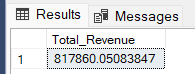 Results Messages
Total_Revenue
1 817860.05083847